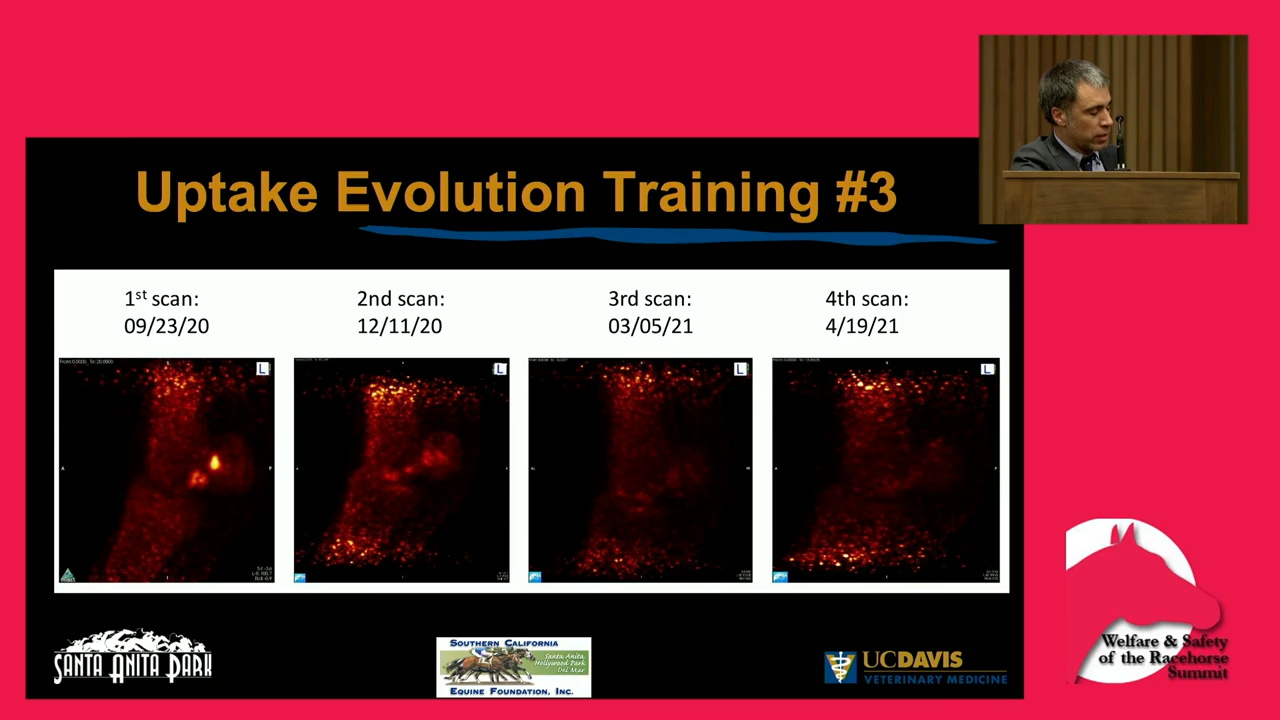 Uptake Evolution Training #3
1st scan:
09/23/20
2nd scan:
12/11/20
3rd scan:
03/05/21
4th scan:
4/19/21
L
L
L
L
SANTA ANITA PARK
SOUTHERN CALIFORNIA
Santa Anita
Hollywood Park
Del Mar
EQUINE FOUNDATION, INC.
UCDAVIS
VETERINARY MEDICINE
Welfare & Safety
of the Racehorse
Summit